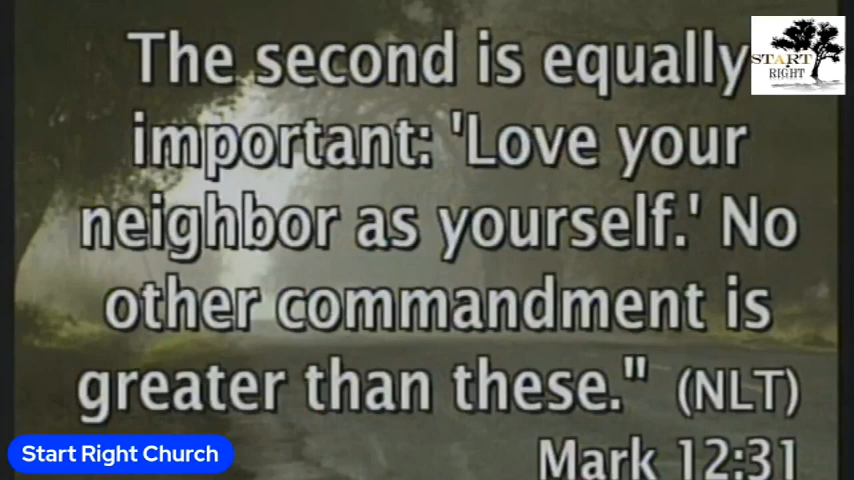 The second is equally
important: 'Love your
neighbor as yourself.' No
other commandment is
greater than these." (NLT)
Mark 12:31
START
RIGHT
Start Right Church